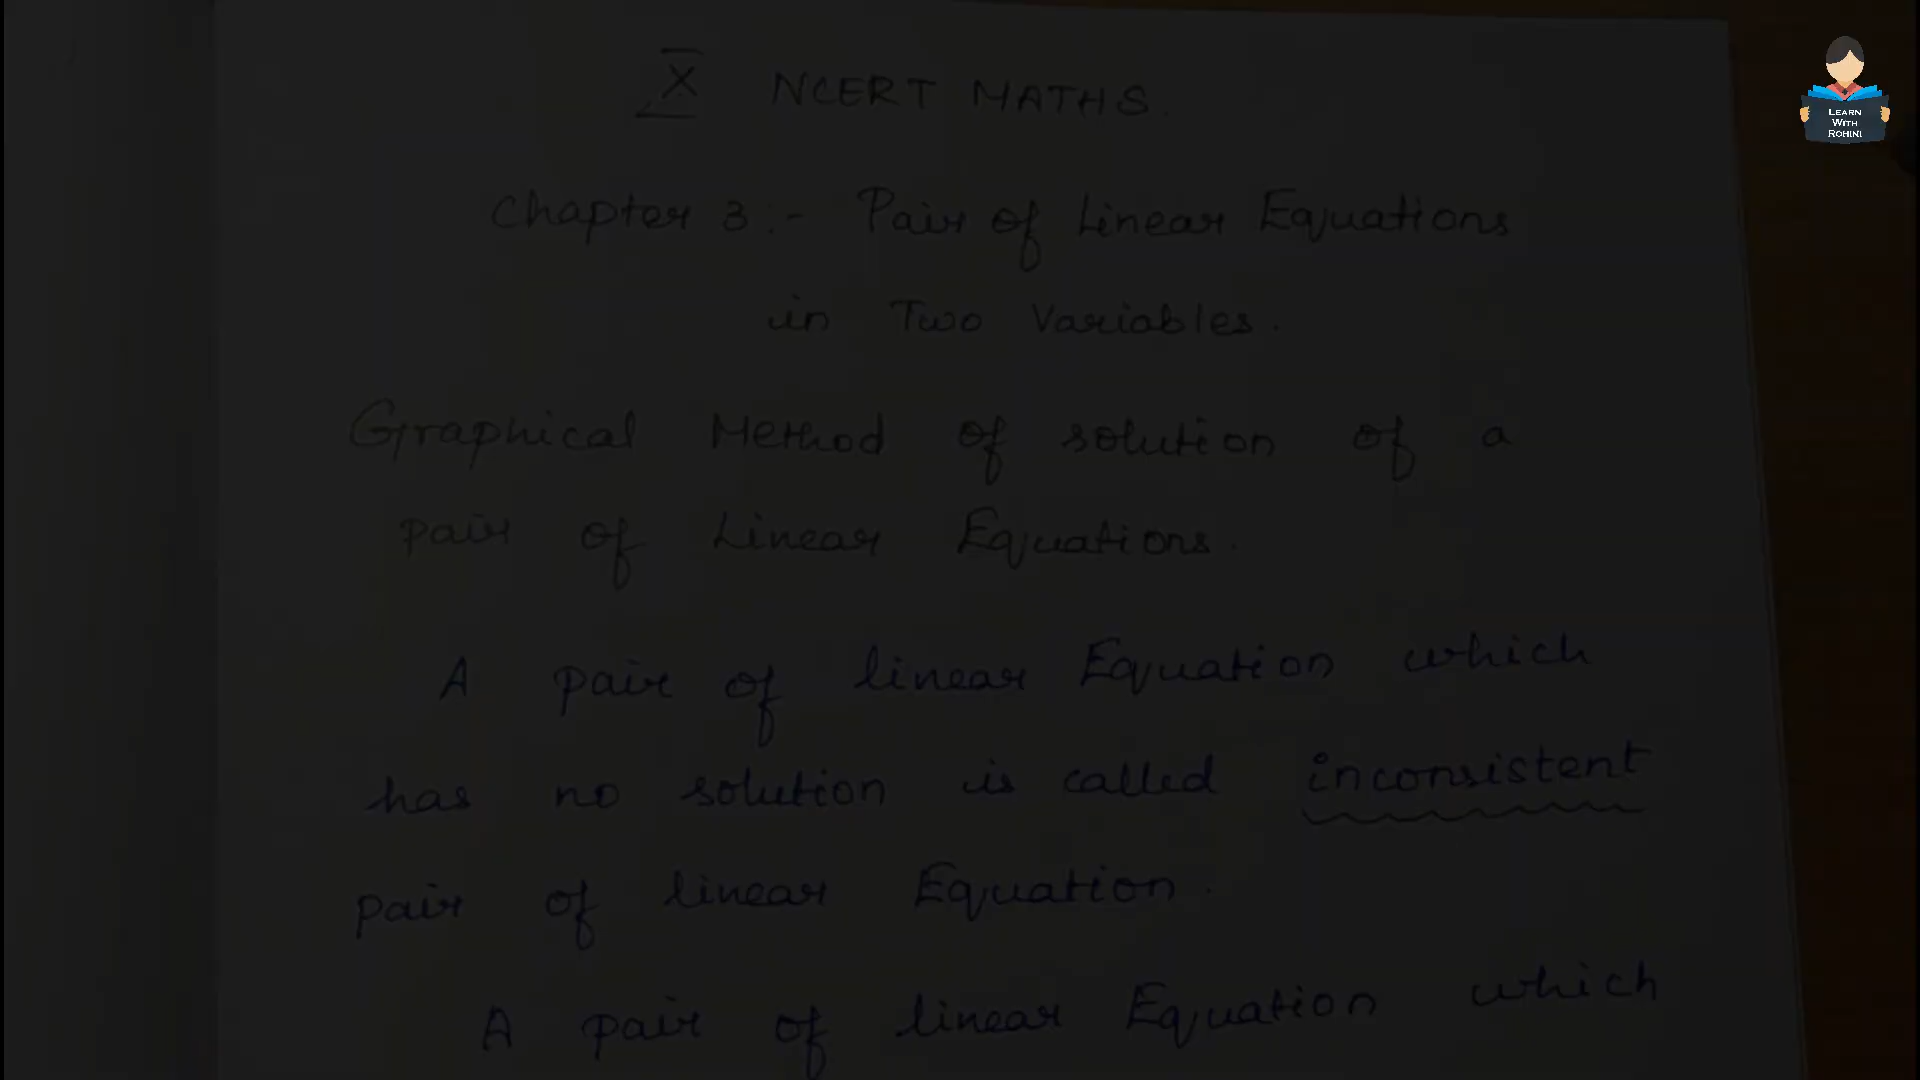 X NCERT MATHS.
Chapter 3:- Pair of Linear Equations
in Two Variables.
Graphical Method of solution of a
pair of Linear Equations.
A pair of linear Equation which
has no solution is called inconsistent
pair of linear Equation.
A pair of linear Equation which
LEARN
WITH
ROHINI